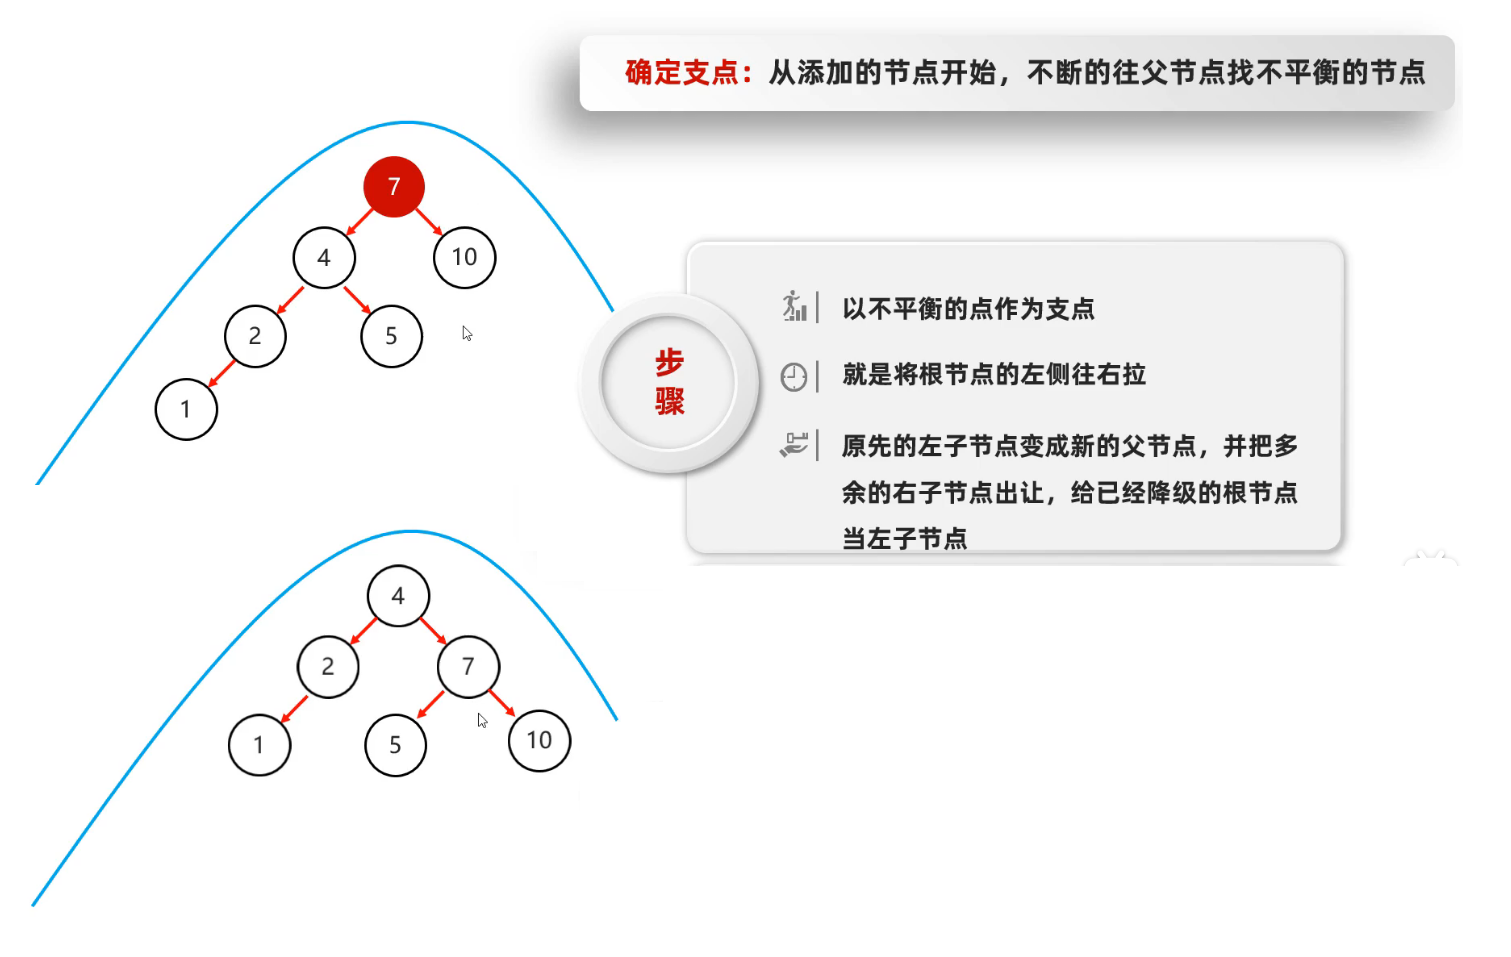 确定支点：从添加的节点开始，不断的往父节点找不平衡的节点
7
4
10
2
5
1
步
骤
以不平衡的点作为支点
就是将根节点的左侧往右拉
原先的左子节点变成新的父节点，并把多
余的右子节点出让，给已经降级的根节点
当左子节点
4
2
7
1
5
10